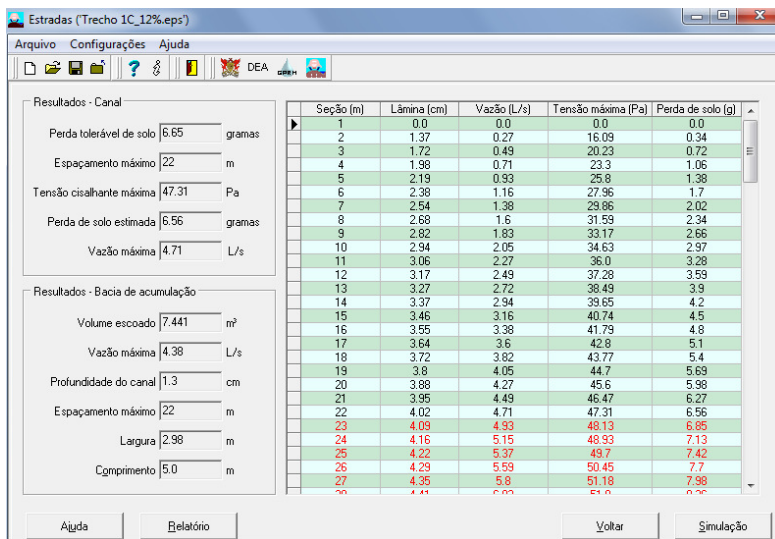 Estradas ('Trecho 1C_12%.eps')
Arquivo Configurações Ajuda
DEA GPRH
Resultados - Canal
Perda tolerável de solo 6.65 gramas
Espaçamento máximo 22 m
Tensão cisalhante máxima 47.31 Pa
Perda de solo estimada 6.56 gramas
Vazão máxima 4.71 L/s
Resultados - Bacia de acumulação
Volume escoado 7.441 m³
Vazão máxima 4.38 L/s
Profundidade do canal 1.3 cm
Espaçamento máximo 22 m
Largura 2.98 m
Comprimento 5.0 m
Seção (m) Lâmina (cm) Vazão (L/s) Tensão máxima (Pa) Perda de solo (g)
1 0.0 0.0 0.0 0.0
2 1.37 0.27 16.09 0.34
3 1.72 0.49 20.23 0.72
4 1.98 0.71 23.3 1.06
5 2.19 0.93 25.8 1.38
6 2.38 1.16 27.96 1.7
7 2.54 1.38 29.86 2.02
8 2.68 1.6 31.59 2.34
9 2.82 1.83 33.17 2.66
10 2.94 2.05 34.63 2.97
11 3.06 2.27 36.0 3.28
12 3.17 2.49 37.28 3.59
13 3.27 2.72 38.49 3.9
14 3.37 2.94 39.65 4.2
15 3.46 3.16 40.74 4.5
16 3.55 3.38 41.79 4.8
17 3.64 3.6 42.8 5.1
18 3.72 3.82 43.77 5.4
19 3.8 4.05 44.7 5.69
20 3.88 4.27 45.6 5.98
21 3.95 4.49 46.47 6.27
22 4.02 4.71 47.31 6.56
23 4.09 4.93 48.13 6.85
24 4.16 5.15 48.93 7.13
25 4.22 5.37 49.7 7.42
26 4.29 5.59 50.45 7.7
27 4.35 5.8 51.18 7.98
Ajuda Relatório Voltar Simulação